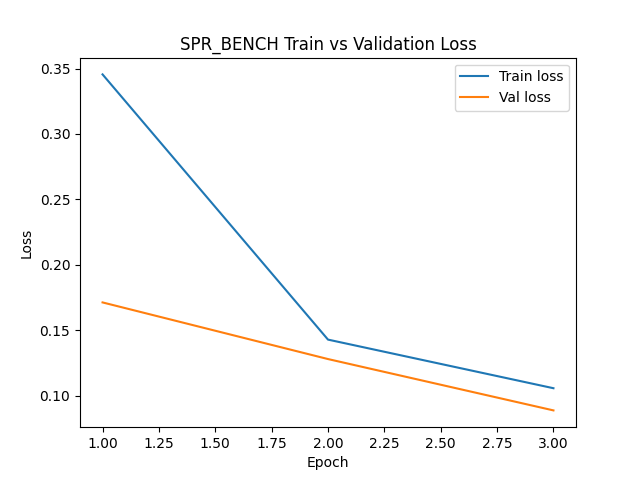 SPR_BENCH Train vs Validation Loss
Train loss
Val loss
Loss
0.35
0.30
0.25
0.20
0.15
0.10
1.00 1.25 1.50 1.75 2.00 2.25 2.50 2.75 3.00
Epoch